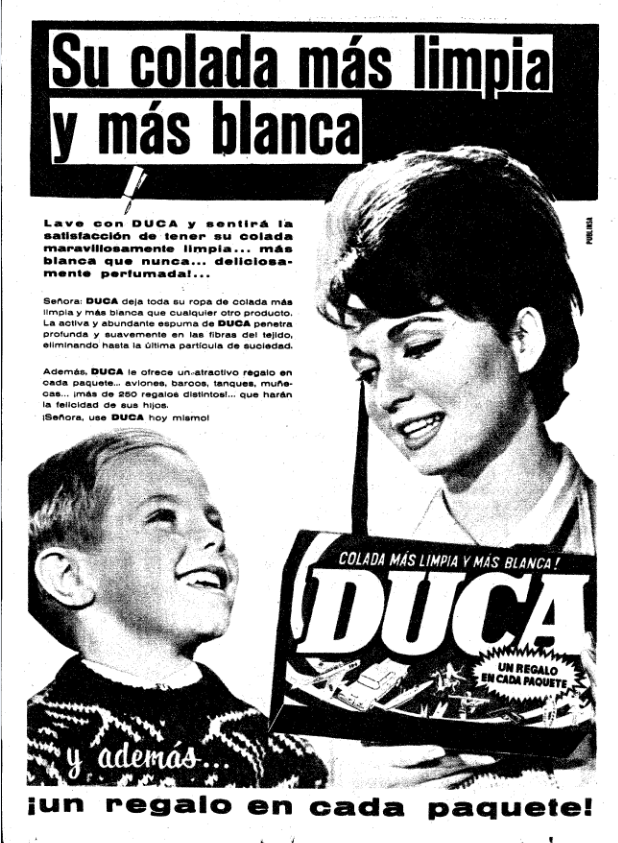 Su colada más limpia
y más blanca
PUBLINSA
Lave con DUCA y sentirá la
satisfacción de tener su colada
maravillosamente limpia... más
blanca que nunca... deliciosa-
mente perfumada!...
Señora: DUCA deja toda su ropa de colada más
limpia y más blanca que cualquier otro producto.
La activa y abundante espuma de DUCA penetra
profunda y suavemente en las fibras del tejido,
eliminando hasta la última partícula de suciedad.
Además, DUCA le ofrece un atractivo regalo en
cada paquete... aviones, barcos, tanques, muñe-
cas... ¡más de 250 regalos distintos!... que harán
la felicidad de sus hijos.
¡Señora, use DUCA hoy mismo!
COLADA MÁS LIMPIA Y MÁS BLANCA!
DUCA
UN REGALO
EN CADA PAQUETE
y además...
¡un regalo en cada paquete!